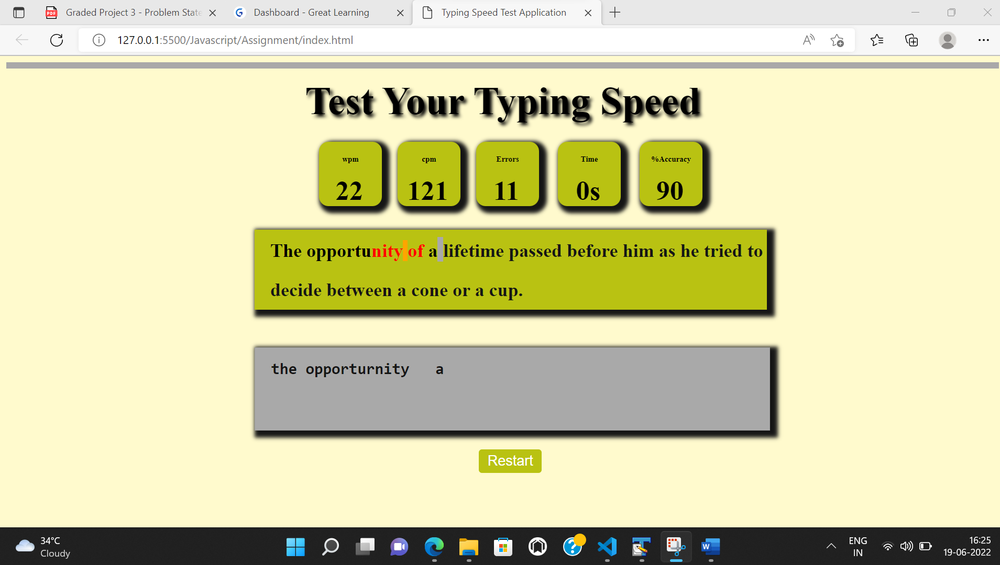 Graded Project 3 - Problem State
Dashboard - Great Learning
Typing Speed Test Application
127.0.0.1:5500/Javascript/Assignment/index.html
Test Your Typing Speed
wpm cpm Errors Time %Accuracy
22 121 11 0s 90
The opportunity of a lifetime passed before him as he tried to
decide between a cone or a cup.
the opporturnity   a
Restart
34°C
Cloudy
ENG
IN
16:25
19-06-2022